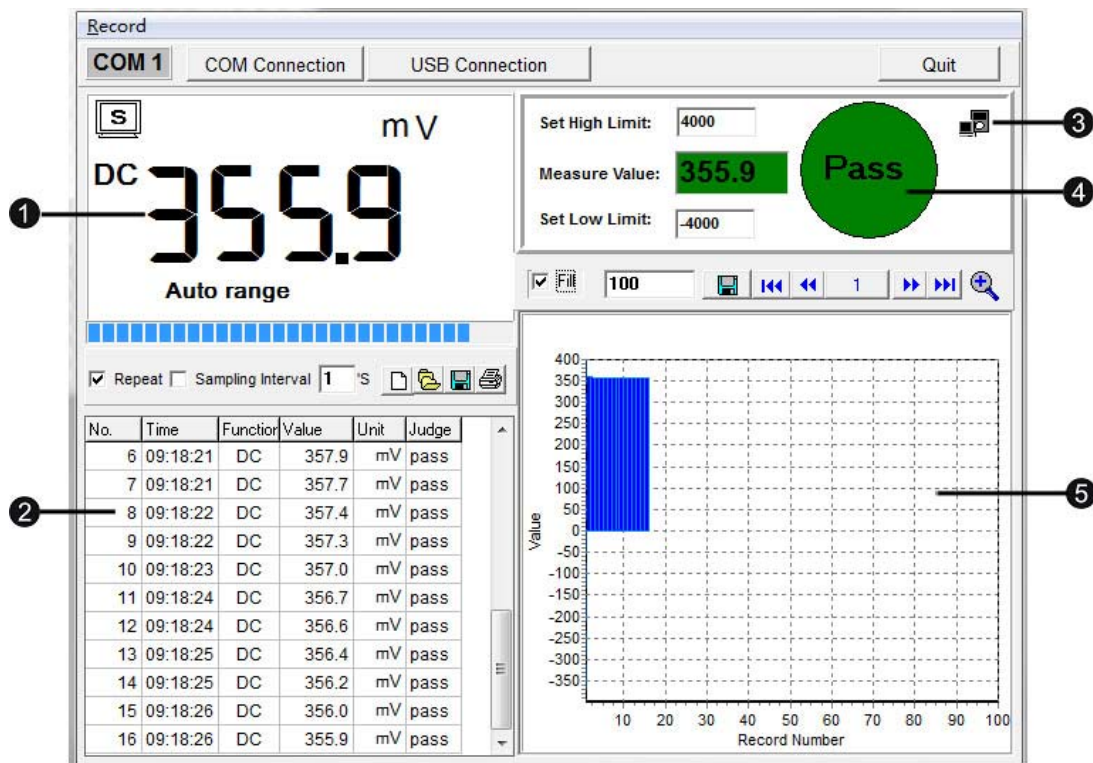 Record
COM 1 COM Connection USB Connection Quit
S mV
DC 355.9
Auto range
Set High Limit: 4000
Measure Value: 355.9
Set Low Limit: -4000
Pass
1
2
3
4
5
Fill 100 1
Repeat Sampling Interval 1 'S
No. Time Function Value Unit Judge
6 09:18:21 DC 357.9 mV pass
7 09:18:21 DC 357.7 mV pass
8 09:18:22 DC 357.4 mV pass
9 09:18:22 DC 357.3 mV pass
10 09:18:23 DC 357.0 mV pass
11 09:18:24 DC 356.7 mV pass
12 09:18:24 DC 356.6 mV pass
13 09:18:25 DC 356.4 mV pass
14 09:18:25 DC 356.2 mV pass
15 09:18:26 DC 356.0 mV pass
16 09:18:26 DC 355.9 mV pass
Value
400
350
300
250
200
150
100
50
0
-50
-100
-150
-200
-250
-300
-350
10 20 30 40 50 60 70 80 90 100
Record Number